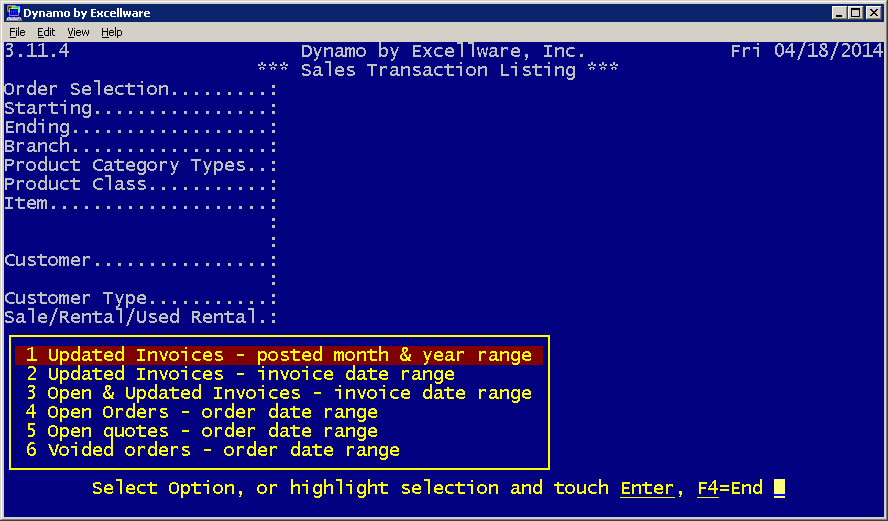 Dynamo by Excellware
File Edit View Help
3.11.4 Dynamo by Excellware, Inc. Fri 04/18/2014
*** Sales Transaction Listing ***
Order Selection.........:
Starting................:
Ending..................:
Branch..................:
Product Category Types..:
Product Class...........:
Item....................:
:
:
Customer................:
:
Customer Type...........:
Sale/Rental/Used Rental.:
1 Updated Invoices - posted month & year range
2 Updated Invoices - invoice date range
3 Open & Updated Invoices - invoice date range
4 Open Orders - order date range
5 Open quotes - order date range
6 Voided orders - order date range
Select Option, or highlight selection and touch Enter, F4=End